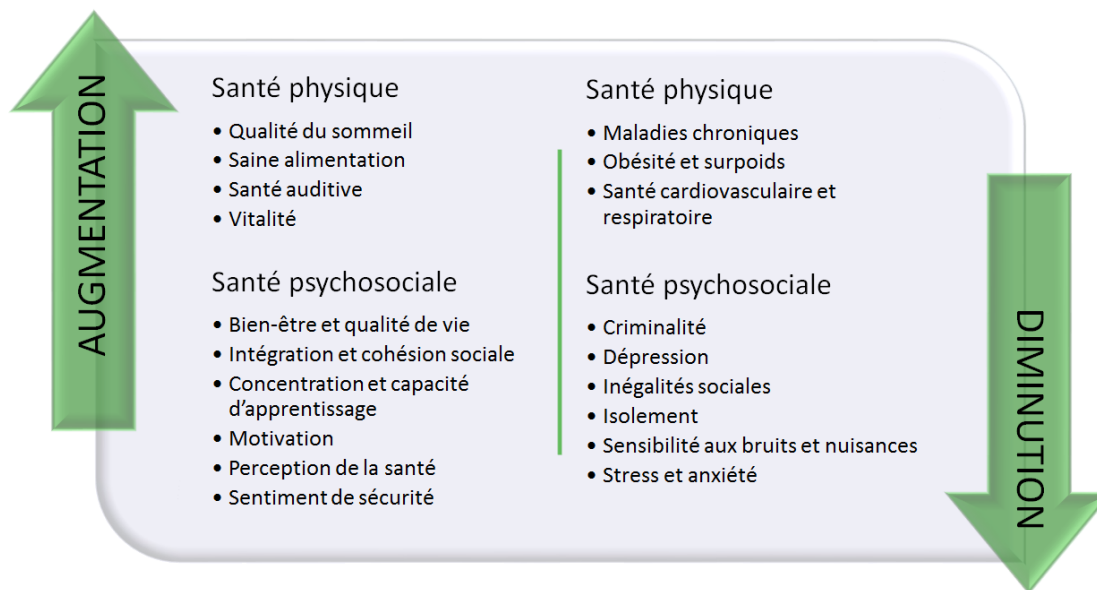 AUGMENTATION
Santé physique
• Qualité du sommeil
• Saine alimentation
• Santé auditive
• Vitalité
Santé psychosociale
• Bien-être et qualité de vie
• Intégration et cohésion sociale
• Concentration et capacité
d’apprentissage
• Motivation
• Perception de la santé
• Sentiment de sécurité
Santé physique
• Maladies chroniques
• Obésité et surpoids
• Santé cardiovasculaire et
respiratoire
Santé psychosociale
• Criminalité
• Dépression
• Inégalités sociales
• Isolement
• Sensibilité aux bruits et nuisances
• Stress et anxiété
DIMINUTION